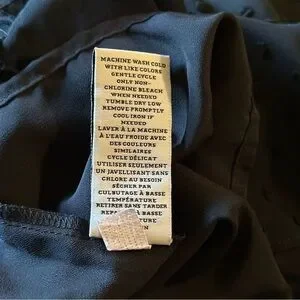 MACHINE WASH COLD
WITH LIKE COLORS
GENTLE CYCLE
ONLY NON-
CHLORINE BLEACH
WHEN NEEDED
TUMBLE DRY LOW
REMOVE PROMPTLY
COOL IRON IF
NEEDED
LAVER À LA MACHINE
À L'EAU FROIDE AVEC
DES COULEURS
SIMILAIRES
CYCLE DÉLICAT
UTILISER SEULEMENT
UN JAVELLISANT SANS
CHLORE AU BESOIN
SÉCHER PAR
CULBUTAGE À BASSE
TEMPÉRATURE
RETIRER SANS TARDER
REPASSER À BASSE